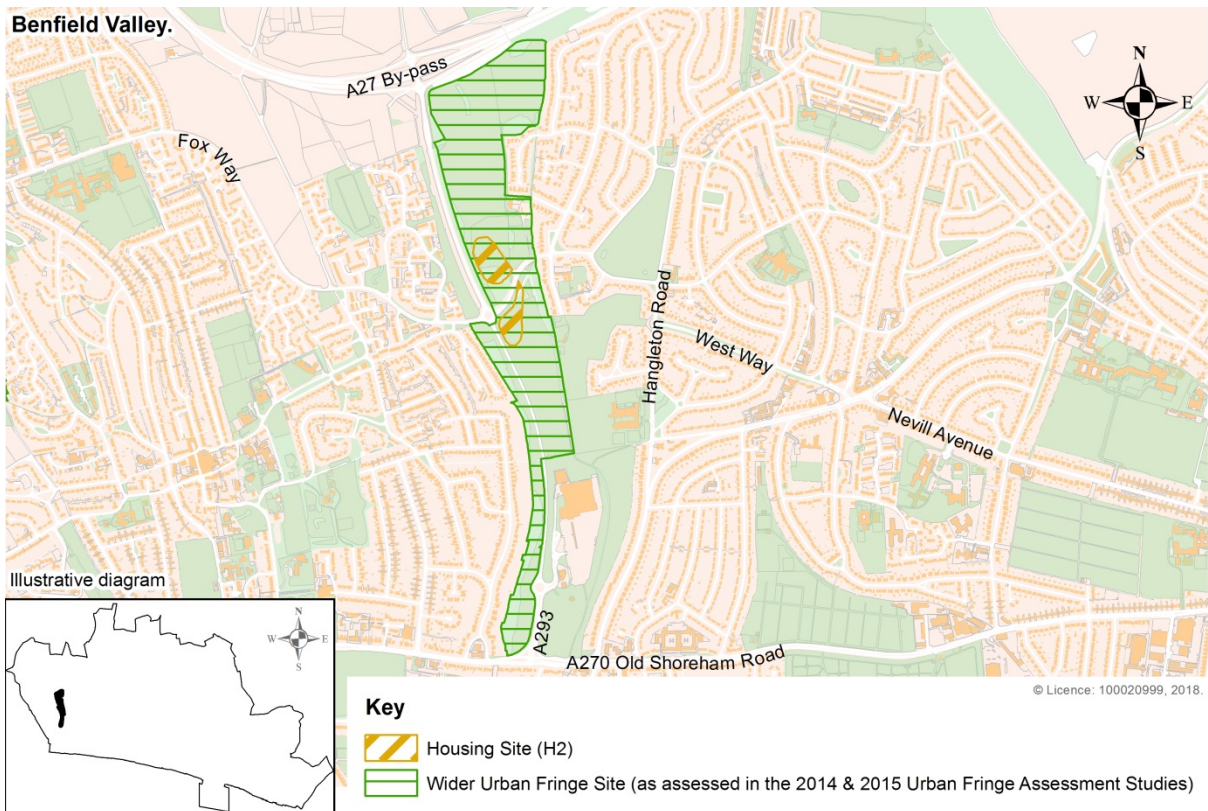 Benfield Valley.
A27 By-pass
N
W E
S
Fox Way
Hangleton Road
West Way
Nevill Avenue
Illustrative diagram
N
W E
S
A293
A270 Old Shoreham Road
© Licence: 100020999, 2018.
Key
Housing Site (H2)
Wider Urban Fringe Site (as assessed in the 2014 & 2015 Urban Fringe Assessment Studies)